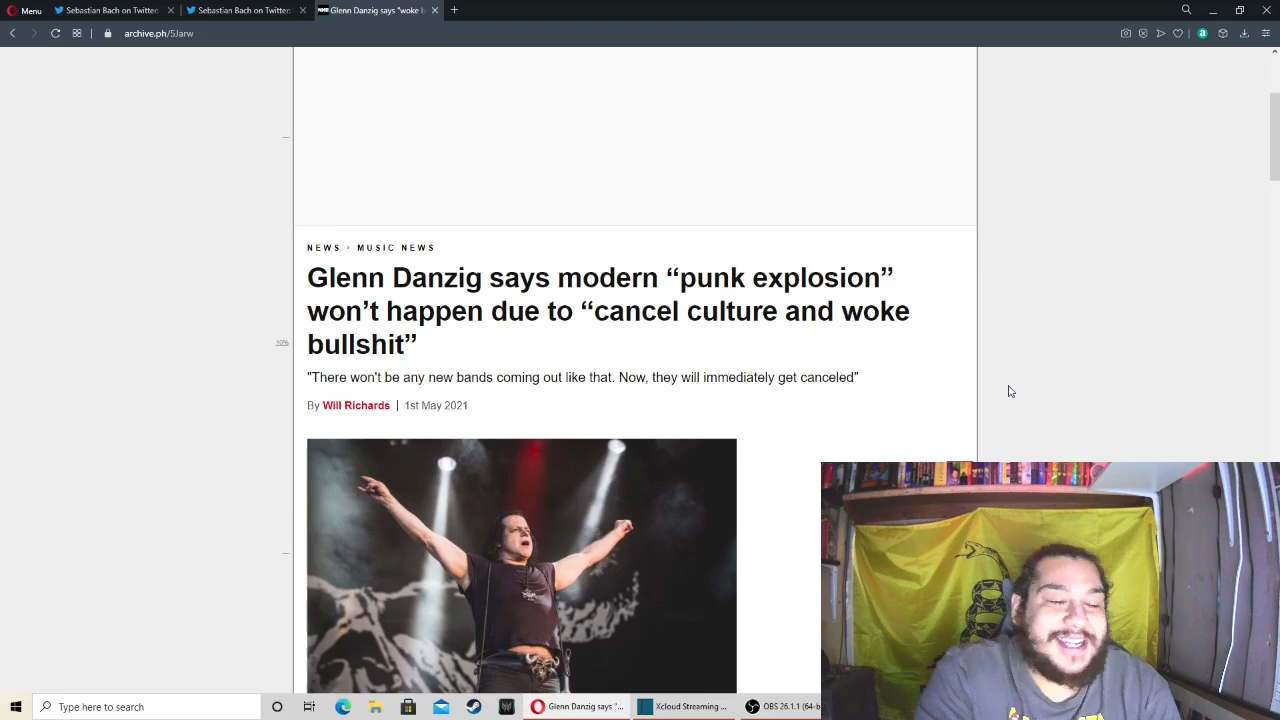 Menu
Sebastian Bach on Twitter:
Sebastian Bach on Twitter:
NME
Glenn Danzig says "woke b
archive.ph/SJarw
NEWS › MUSIC NEWS
Glenn Danzig says modern “punk explosion”
won’t happen due to “cancel culture and woke
bullshit”
"There won't be any new bands coming out like that. Now, they will immediately get canceled"
By Will Richards | 1st May 2021
10%
Type here to search
Glenn Danzig says "...
Xcloud Streaming ...
OBS 26.1.1 (64-b